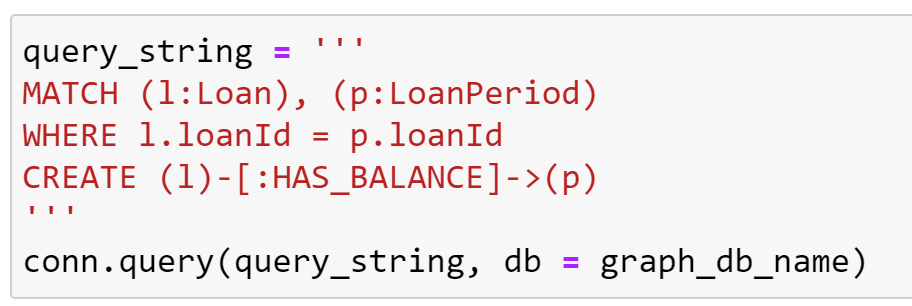 query_string = '''
MATCH (l:Loan), (p:LoanPeriod)
WHERE l.loanId = p.loanId
CREATE (l)-[:HAS_BALANCE]->(p)
'''
conn.query(query_string, db = graph_db_name)